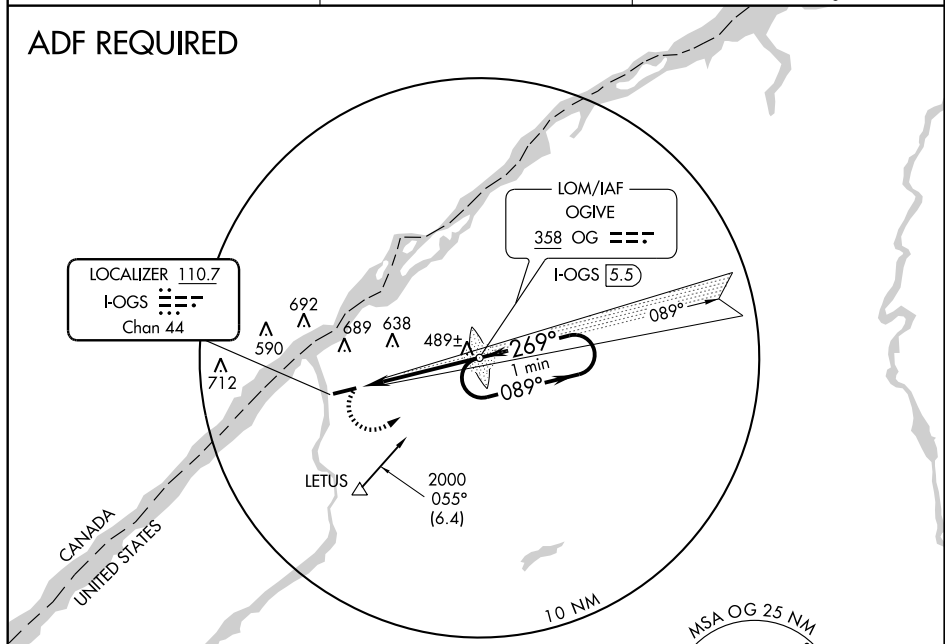 ADF REQUIRED
LOM/IAF
OGIVE
358 OG
I-OGS 5.5
LOCALIZER 110.7
I-OGS
Chan 44
692
590
689
638
489±
712
089°
269°
1 min
089°
LETUS
2000
055°
(6.4)
CANADA
UNITED STATES
10 NM
MSA OG 25 NM